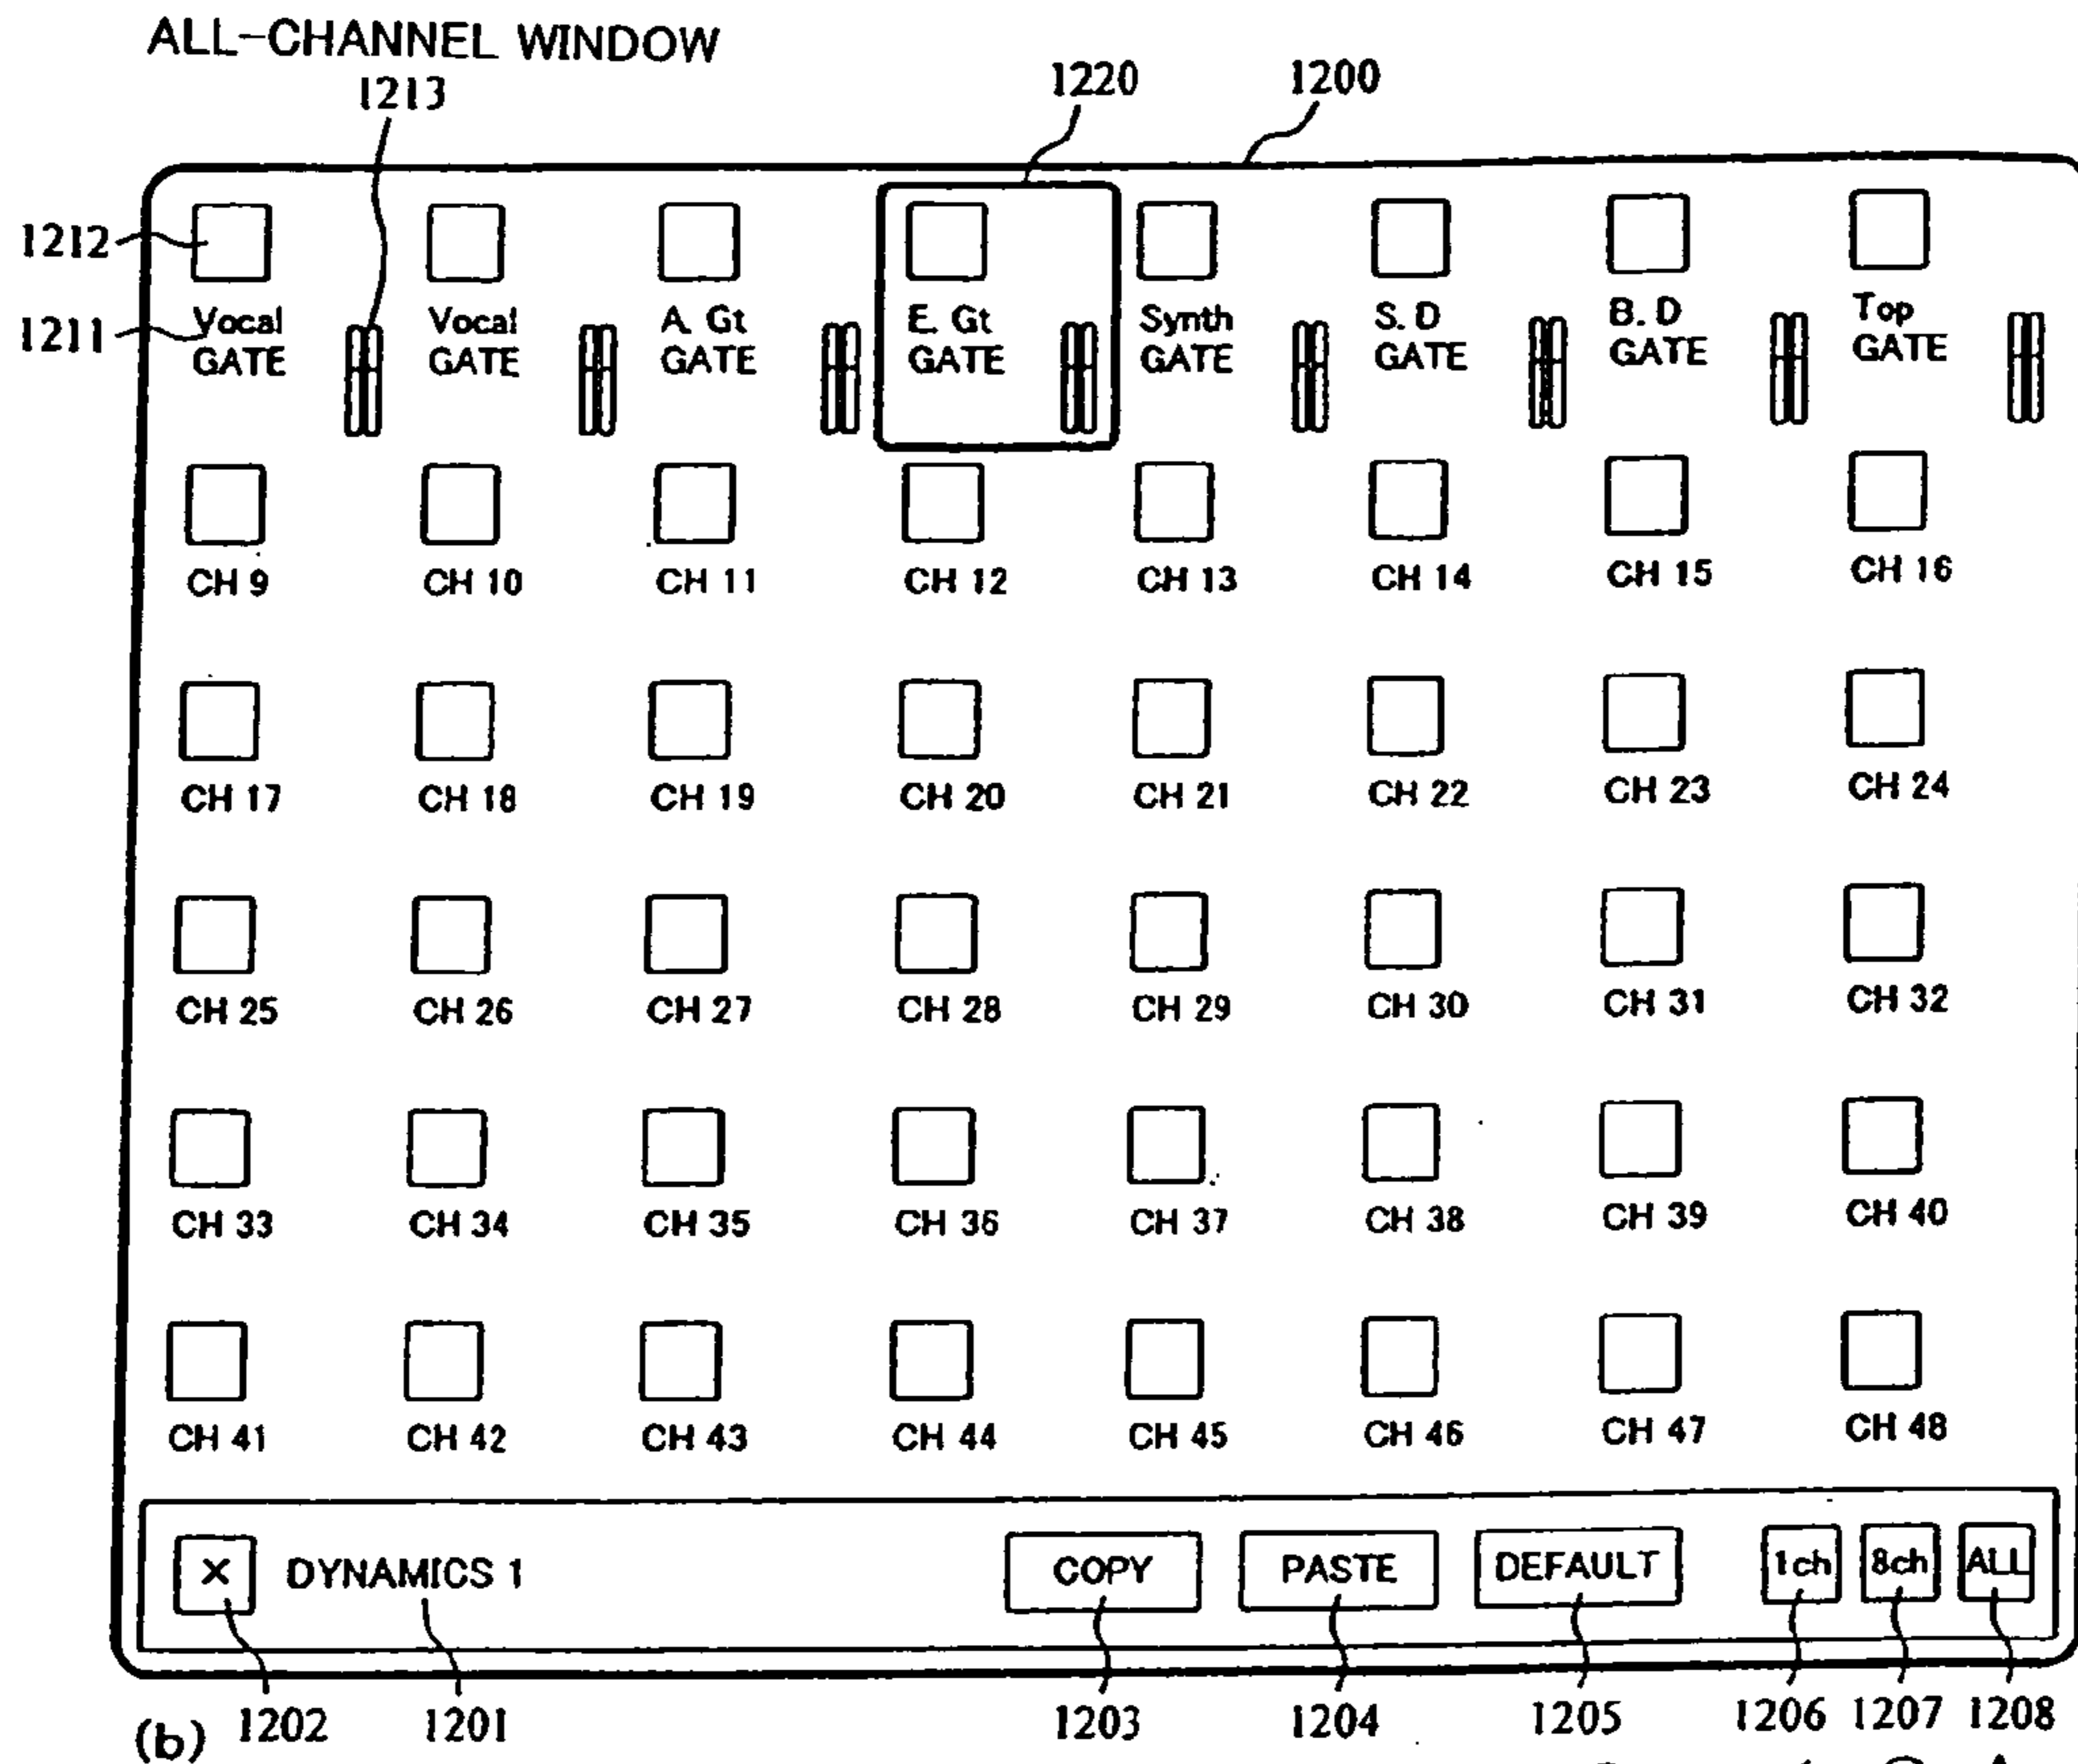 ALL-CHANNEL WINDOW
1213
1220
1200
1212
1211
Vocal GATE
Vocal GATE
A. Gt GATE
E. Gt GATE
Synth GATE
S. D GATE
B. D GATE
Top GATE
CH 9 CH 10 CH 11 CH 12 CH 13 CH 14 CH 15 CH 16
CH 17 CH 18 CH 19 CH 20 CH 21 CH 22 CH 23 CH 24
CH 25 CH 26 CH 27 CH 28 CH 29 CH 30 CH 31 CH 32
CH 33 CH 34 CH 35 CH 36 CH 37 CH 38 CH 39 CH 40
CH 41 CH 42 CH 43 CH 44 CH 45 CH 46 CH 47 CH 48
X DYNAMICS 1 COPY PASTE DEFAULT 1ch 8ch ALL
(b) 1202 1201 1203 1204 1205 1206 1207 1208